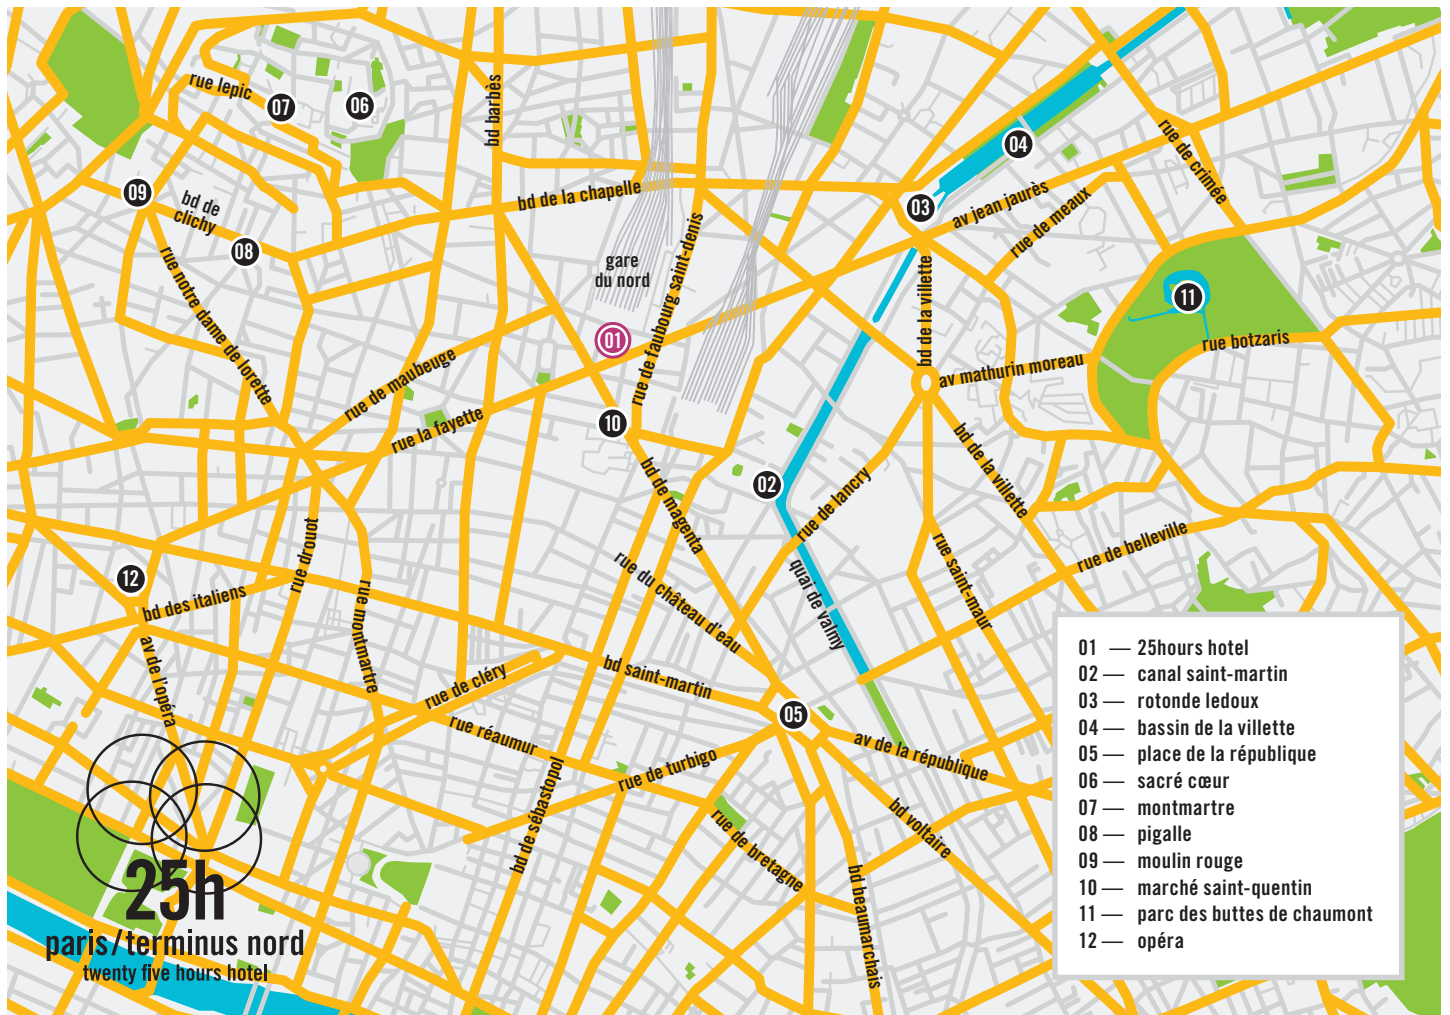 rue lepic
07
06
bd barbès
04
rue de crimée
09
bd de
clichy
bd de la chapelle
03
av jean jaurès
rue de meaux
08
rue notre dame de lorette
gare
du nord
rue de faubourg saint-denis
bd de la villette
11
01
rue botzaris
rue de maubeuge
av mathurin moreau
rue la fayette
10
bd de la villette
bd de magenta
02
rue de lancry
rue drouot
rue saint-maur
rue de belleville
12
bd des italiens
rue montmartre
rue du château d'eau
quai de valmy
av de l'opéra
rue de cléry
bd saint-martin
05
rue réaumur
rue de turbigo
av de la république
bd de sébastopol
rue de bretagne
bd voltaire
bd beaumarchais
25h
paris/terminus nord
twenty five hours hotel
01 — 25hours hotel
02 — canal saint-martin
03 — rotonde ledoux
04 — bassin de la villette
05 — place de la république
06 — sacré cœur
07 — montmartre
08 — pigalle
09 — moulin rouge
10 — marché saint-quentin
11 — parc des buttes de chaumont
12 — opéra